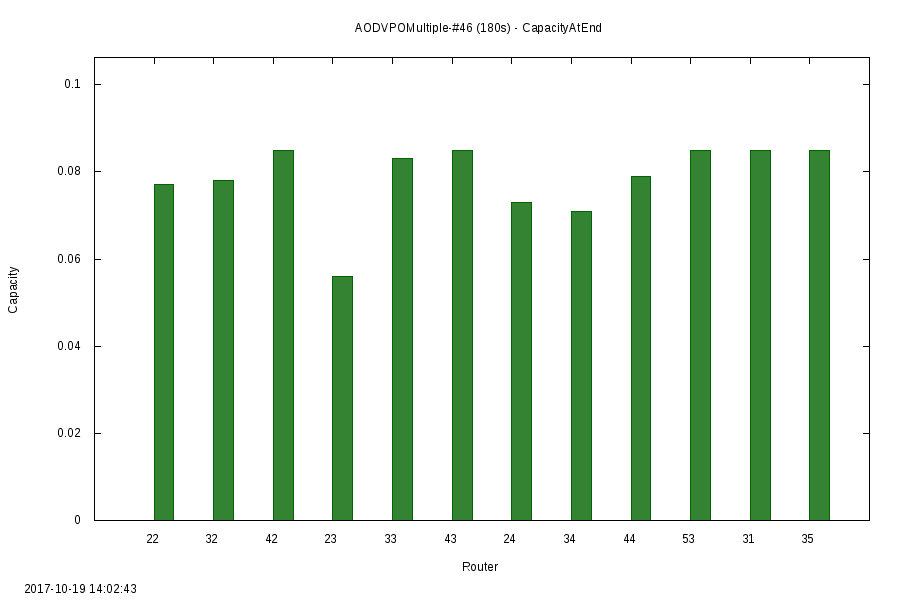 AODVPOMultiple-#46 (180s) - CapacityAtEnd
0.1
0.08
0.06
0.04
0.02
0
Capacity
22 32 42 23 33 43 24 34 44 53 31 35
Router
2017-10-19 14:02:43